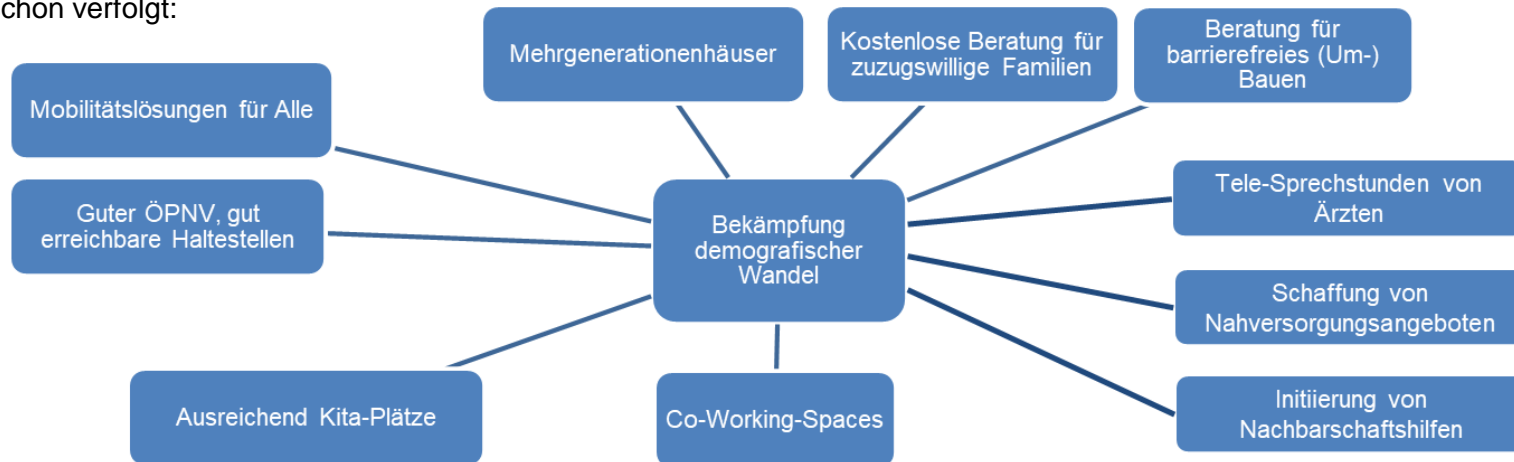 chon verfolgt:
Mehrgenerationenhäuser
Kostenlose Beratung für
zuzugswillige Familien
Beratung für
barrierefreies (Um-)
Bauen
Mobilitätslösungen für Alle
Guter ÖPNV, gut
erreichbare Haltestellen
Bekämpfung
demografischer
Wandel
Tele-Sprechstunden von
Ärzten
Schaffung von
Nahversorgungsangeboten
Initiierung von
Nachbarschaftshilfen
Ausreichend Kita-Plätze
Co-Working-Spaces